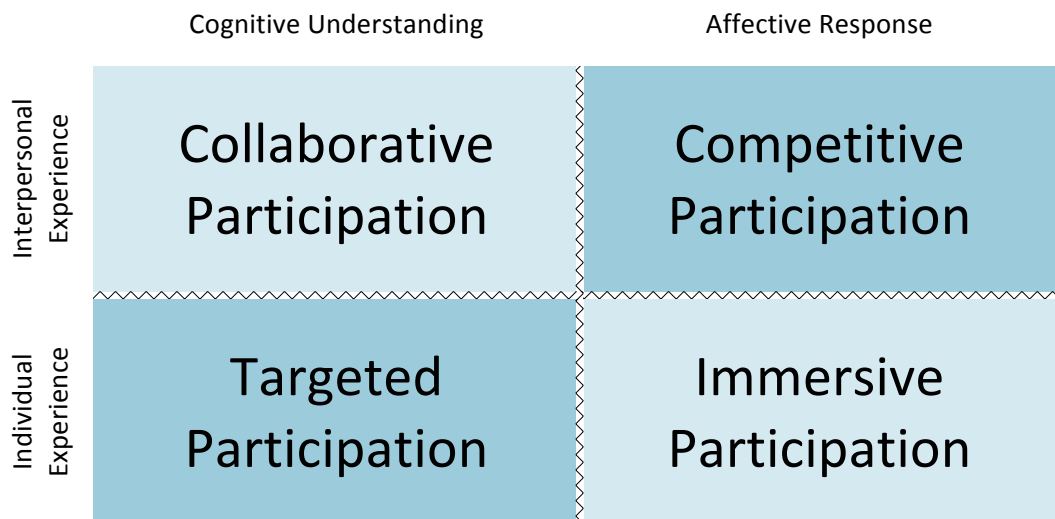 Cognitive Understanding
Affective Response
Interpersonal
Experience
Collaborative
Participation
Competitive
Participation
Individual
Experience
Targeted
Participation
Immersive
Participation